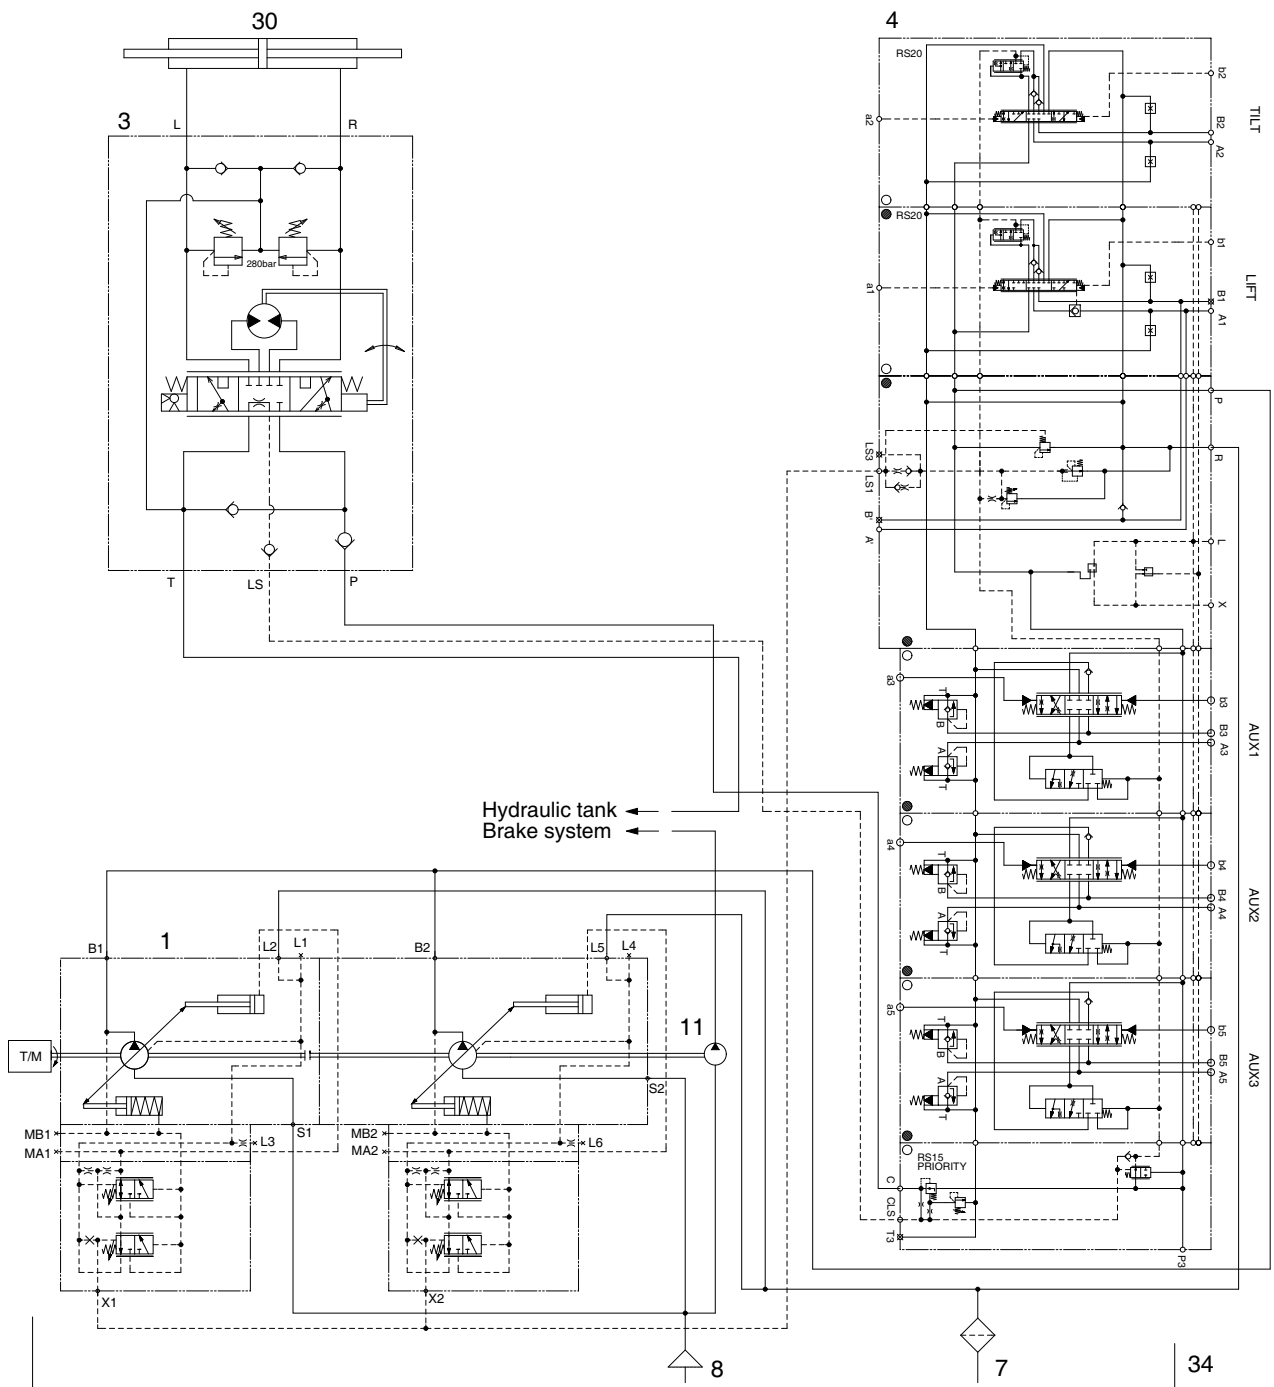 30
4
RS20
b2
TILT
a2
B2
A2
3
L
R
RS20
b1
280bar
LIFT
a1
B1
A1
P
LS3
R
LS1
B'
A'
L
T
LS
P
X
a3
b3
T
B
B3
A3
AUX1
A
T
Hydraulic tank
Brake system
a4
b4
T
B
B4
A4
AUX2
A
T
B1
1
L2
L1
B2
L5
L4
a5
b5
T
B
B5
A5
AUX3
A
T
11
T/M
S2
S1
MB1
L3
MB2
L6
MA1
MA2
RS15
PRIORITY
C
CLS
T3
P3
X1
X2
8
7
34